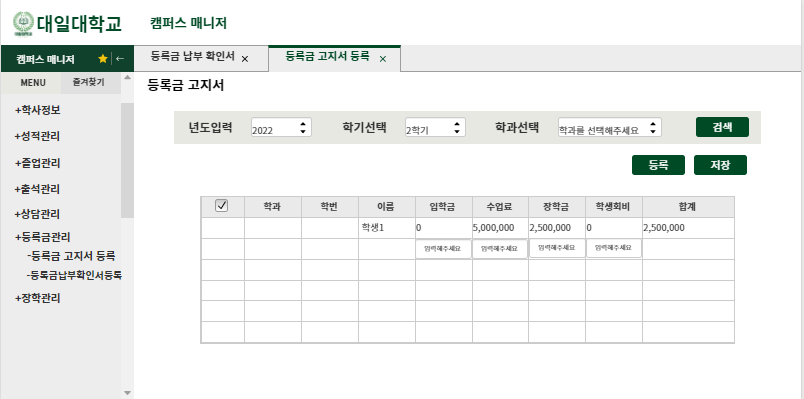 대일대학교 캠퍼스 매니저
캠퍼스 매니저 등록금 납부 확인서 × 등록금 고지서 등록 ×
MENU 즐겨찾기
등록금 고지서
+학사정보
+성적관리
+졸업관리
+출석관리
+상담관리
+등록금관리
-등록금 고지서 등록
-등록금납부확인서등록
+장학관리
년도입력 2022 학기선택 2학기 학과선택 학과를 선택해주세요 검색
등록 저장
학과 학번 이름 입학금 수업료 장학금 학생회비 합계
학생1 0 5,000,000 2,500,000 0 2,500,000
입력해주세요 입력해주세요 입력해주세요 입력해주세요